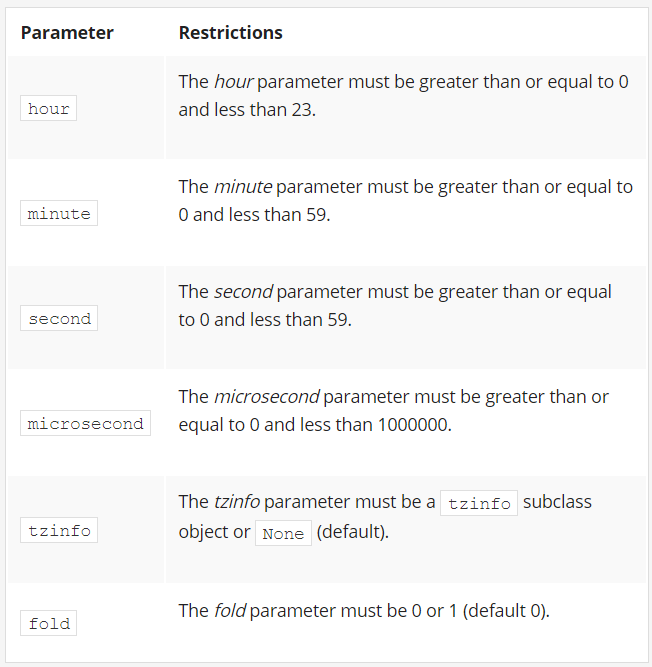 Parameter Restrictions
hour
The hour parameter must be greater than or equal to 0
and less than 23.
minute
The minute parameter must be greater than or equal to
0 and less than 59.
second
The second parameter must be greater than or equal
to 0 and less than 59.
microsecond
The microsecond parameter must be greater than or
equal to 0 and less than 1000000.
tzinfo
The tzinfo parameter must be a tzinfo subclass
object or None (default).
fold
The fold parameter must be 0 or 1 (default 0).